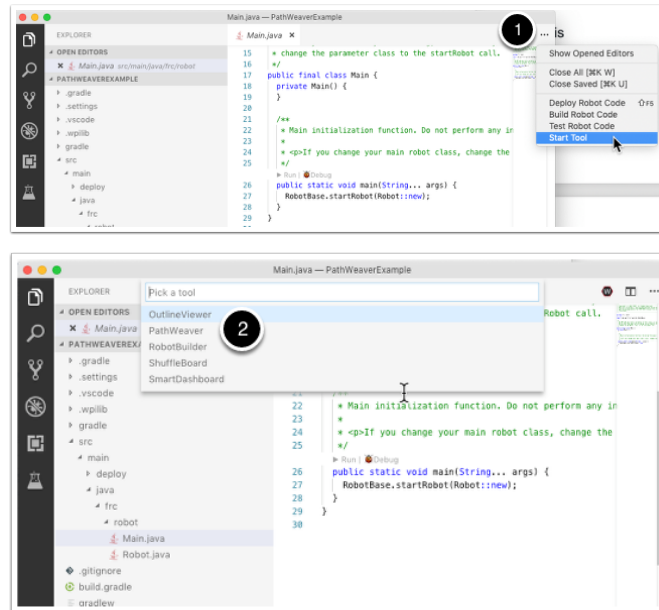 Main.java — PathWeaverExample
EXPLORER
Main.java ×
1
...
is
OPEN EDITORS
× Main.java src/main/java/frc/robot
PATHWEAVEREXAMPLE
.gradle
.settings
.vscode
.wpilib
gradle
src
main
deploy
java
frc
robot
15 * change the parameter class to the startRobot call.
16 */
17 public final class Main {
18 private Main() {
19 }
20
21 /**
22 * Main initialization function. Do not perform any in
23 *
24 * <p>If you change your main robot class, change the
25 */
Run | Debug
26 public static void main(String... args) {
27 RobotBase.startRobot(Robot::new);
28 }
29 }
Show Opened Editors
Close All [⌘K W]
Close Saved [⌘K U]
Deploy Robot Code ⇧F5
Build Robot Code
Test Robot Code
Start Tool
Main.java — PathWeaverExample
EXPLORER
Pick a tool
OutlineViewer
PathWeaver
RobotBuilder
ShuffleBoard
SmartDashboard
2
...
OPEN EDITORS
× Main.java
PATHWEAVEREXA
.gradle
.settings
.vscode
.wpilib
gradle
src
main
deploy
java
frc
robot
Main.java
Robot.java
.gitignore
build.gradle
gradlew
Robot call.
22 * Main initialization function. Do not perform any in
23 *
24 * <p>If you change your main robot class, change the
25 */
Run | Debug
26 public static void main(String... args) {
27 RobotBase.startRobot(Robot::new);
28 }
29 }
30